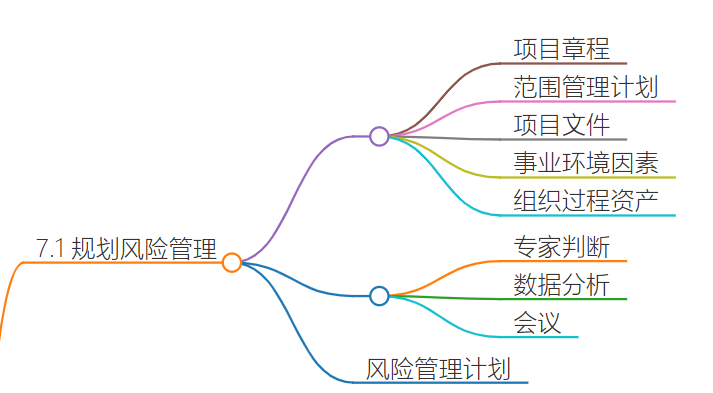 项目章程
范围管理计划
项目文件
事业环境因素
组织过程资产
7.1 规划风险管理
专家判断
数据分析
会议
风险管理计划